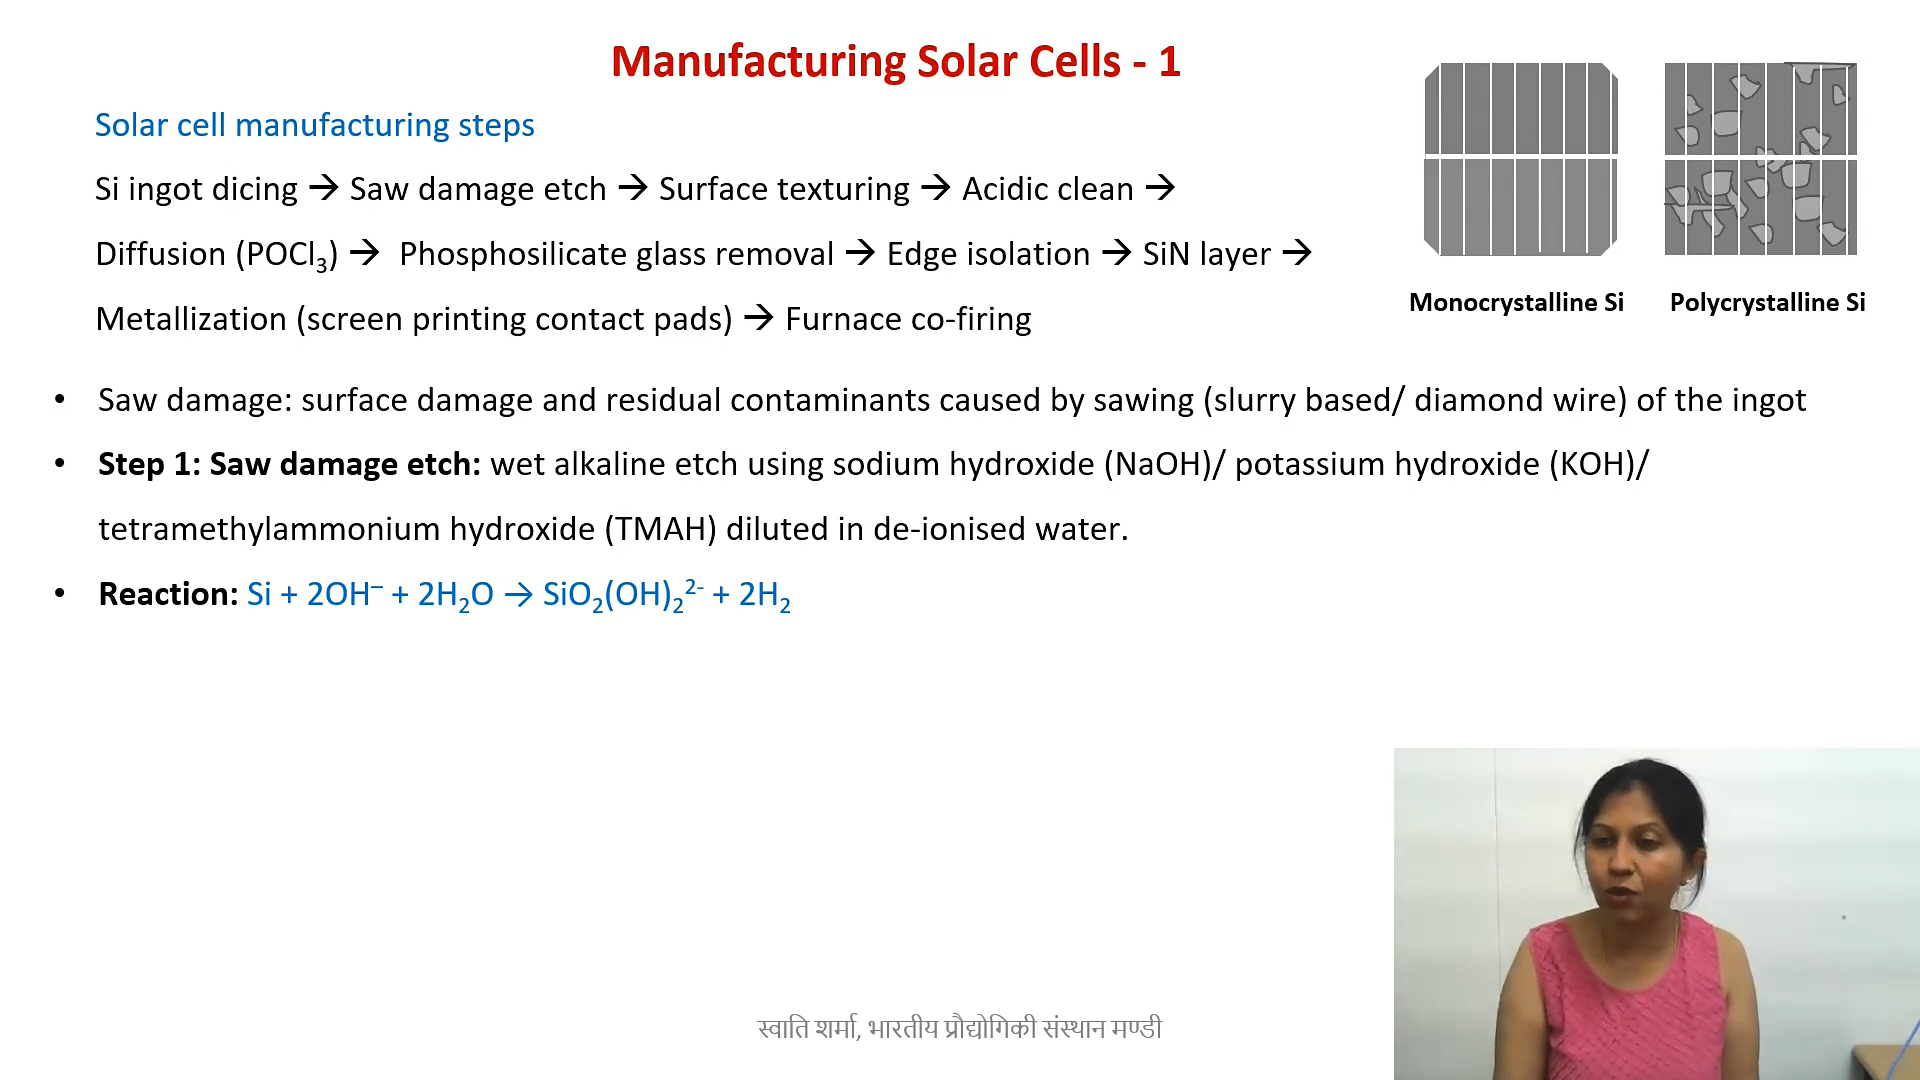 Manufacturing Solar Cells - 1
Solar cell manufacturing steps
Si ingot dicing → Saw damage etch → Surface texturing → Acidic clean →
Diffusion (POCl₃) → Phosphosilicate glass removal → Edge isolation → SiN layer →
Metallization (screen printing contact pads) → Furnace co-firing
Monocrystalline Si
Polycrystalline Si
• Saw damage: surface damage and residual contaminants caused by sawing (slurry based/ diamond wire) of the ingot
• Step 1: Saw damage etch: wet alkaline etch using sodium hydroxide (NaOH)/ potassium hydroxide (KOH)/
tetramethylammonium hydroxide (TMAH) diluted in de-ionised water.
• Reaction: Si + 2OH⁻ + 2H₂O → SiO₂(OH)₂²⁻ + 2H₂
स्वाति शर्मा, भारतीय प्रौद्योगिकी संस्थान मण्डी